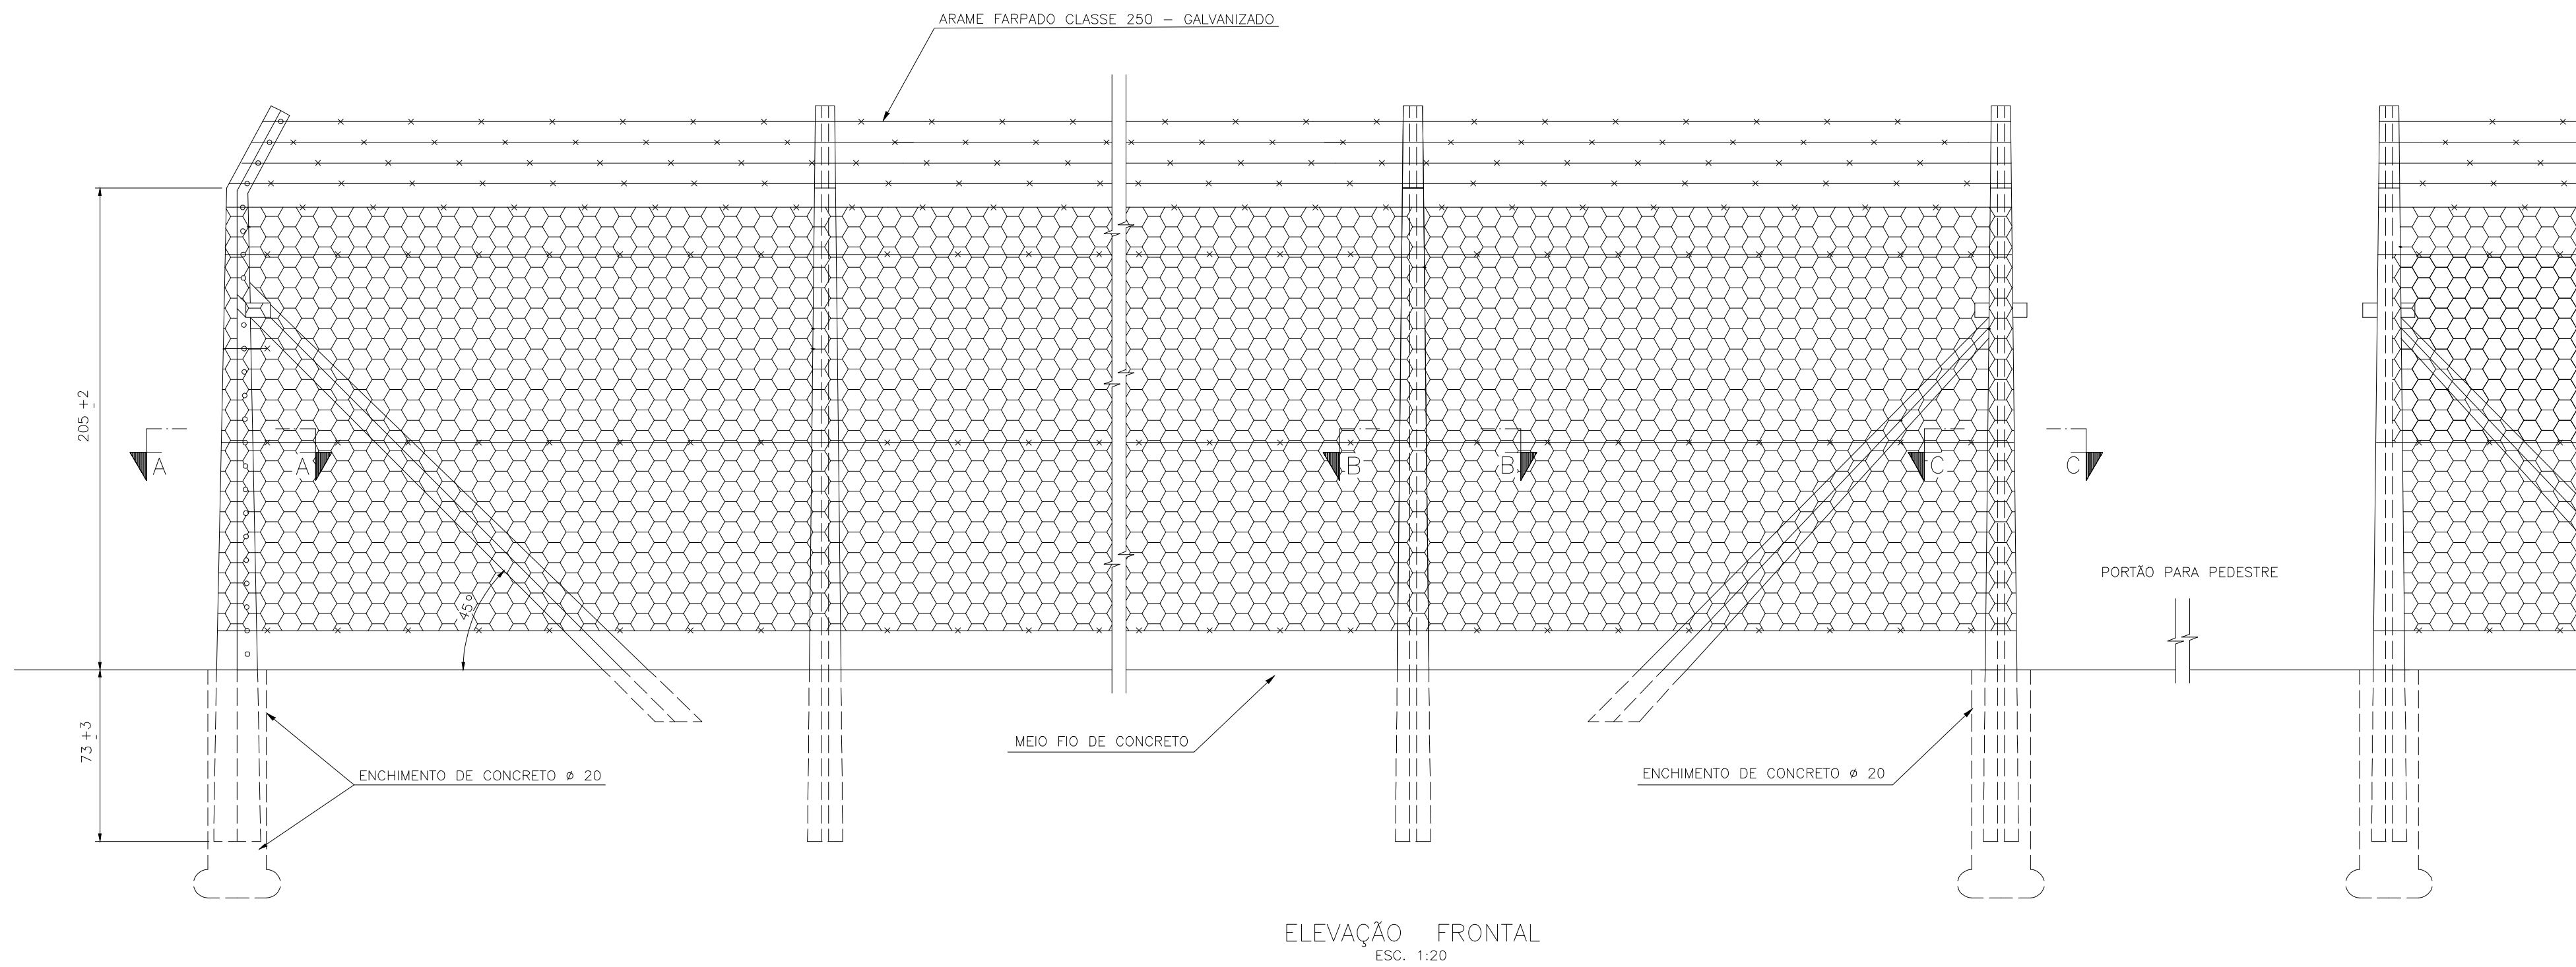 ARAME FARPADO CLASSE 250 - GALVANIZADO
205 ±2
A
A
B
B
C
C
45°
PORTÃO PARA PEDESTRE
73 ±3
MEIO FIO DE CONCRETO
ENCHIMENTO DE CONCRETO ø 20
ENCHIMENTO DE CONCRETO ø 20
ELEVAÇÃO FRONTAL
ESC. 1:20